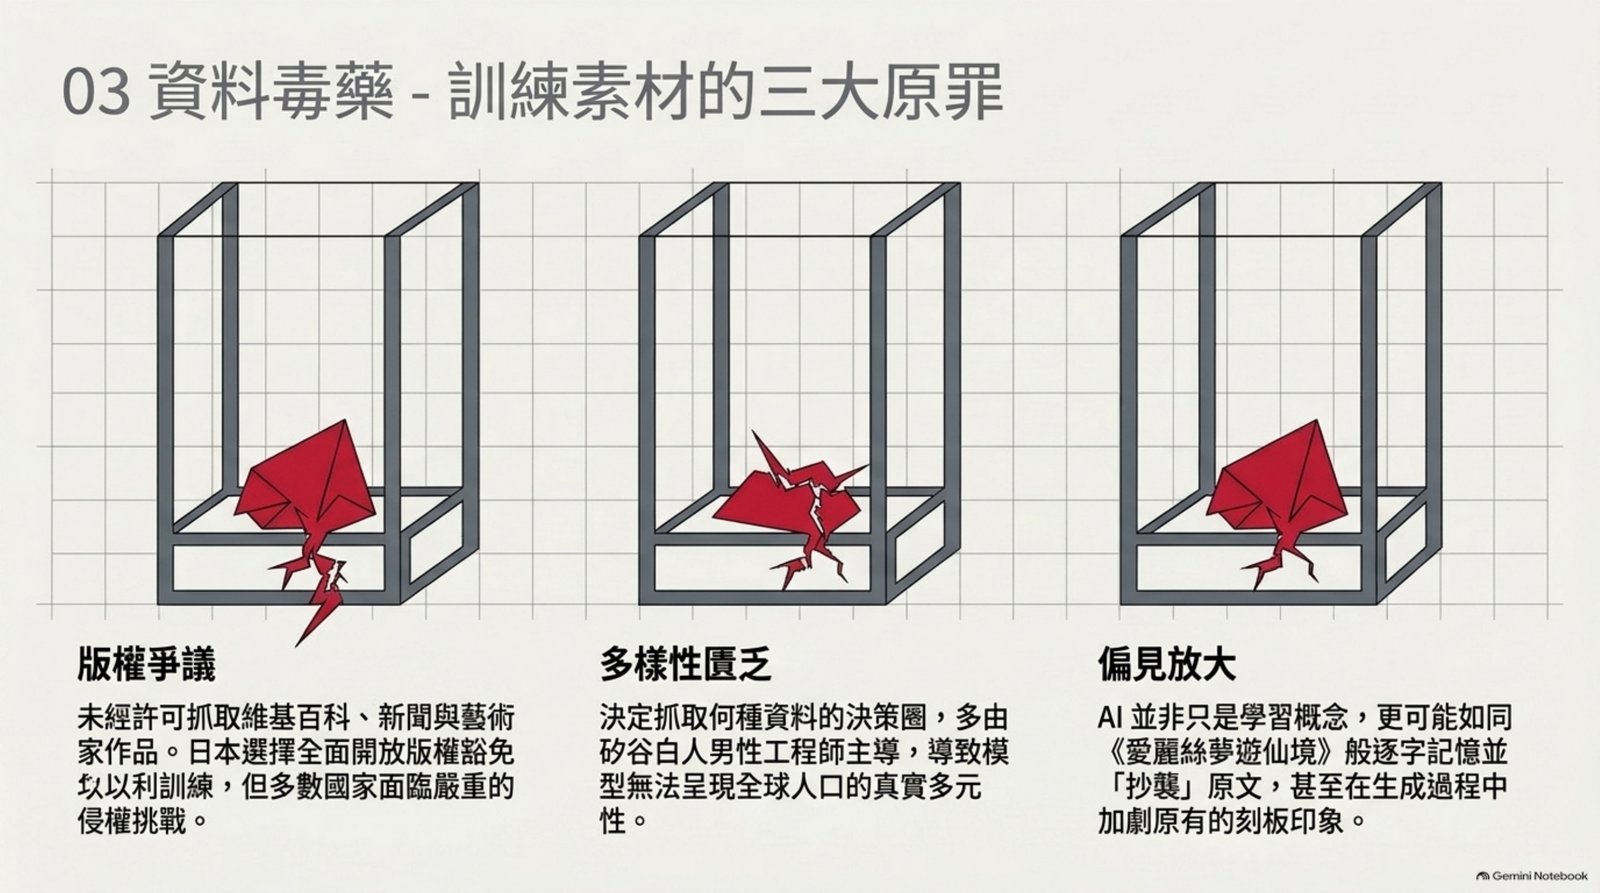 03 資料毒藥 - 訓練素材的三大原罪
版權爭議
未經許可抓取維基百科、新聞與藝術
家作品。日本選擇全面開放版權豁免
以利訓練，但多數國家面臨嚴重的
侵權挑戰。
多樣性匱乏
決定抓取何種資料的決策圈，多由
矽谷白人男性工程師主導，導致模
型無法呈現全球人口的真實多元
性。
偏見放大
AI 並非只是學習概念，更可能如同
《愛麗絲夢遊仙境》般逐字記憶並
「抄襲」原文，甚至在生成過程中
加劇原有的刻板印象。
Gemini Notebook